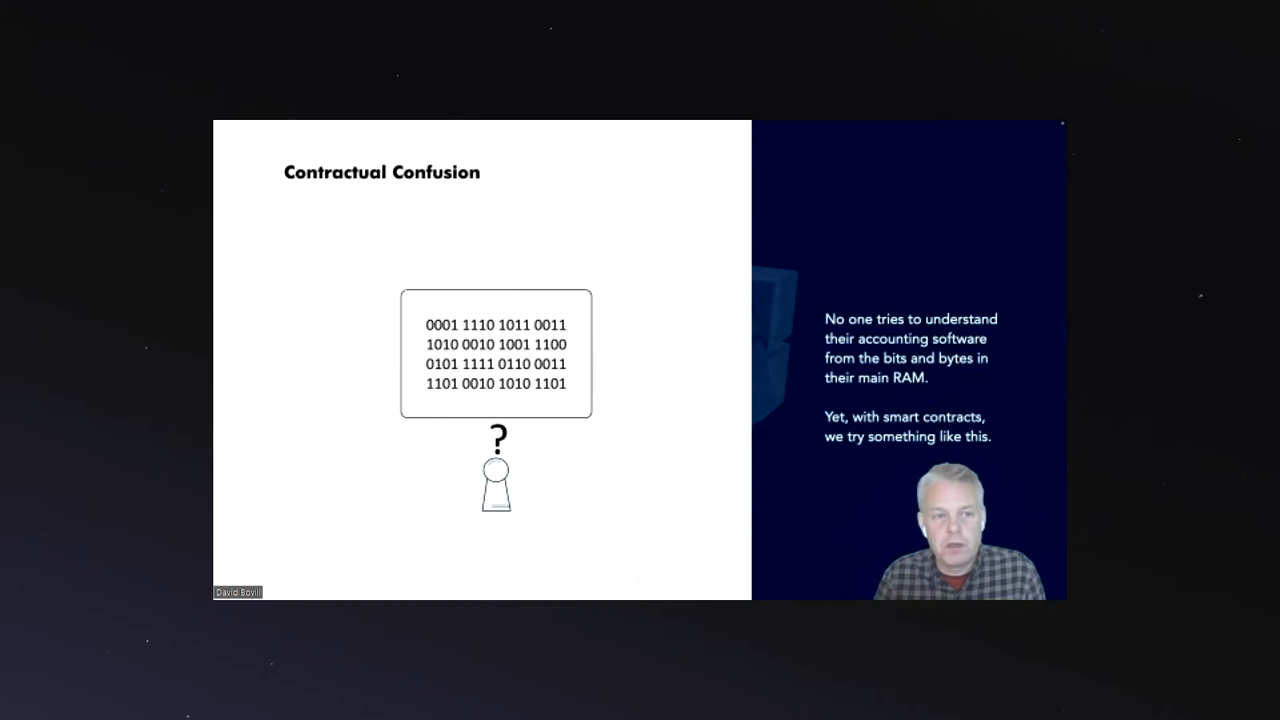 Contractual Confusion
0001 1110 1011 0011
1010 0010 1001 1100
0101 1111 0110 0011
1101 0010 1010 1101
?
No one tries to understand
their accounting software
from the bits and bytes in
their main RAM.
Yet, with smart contracts,
we try something like this.
David Bovill